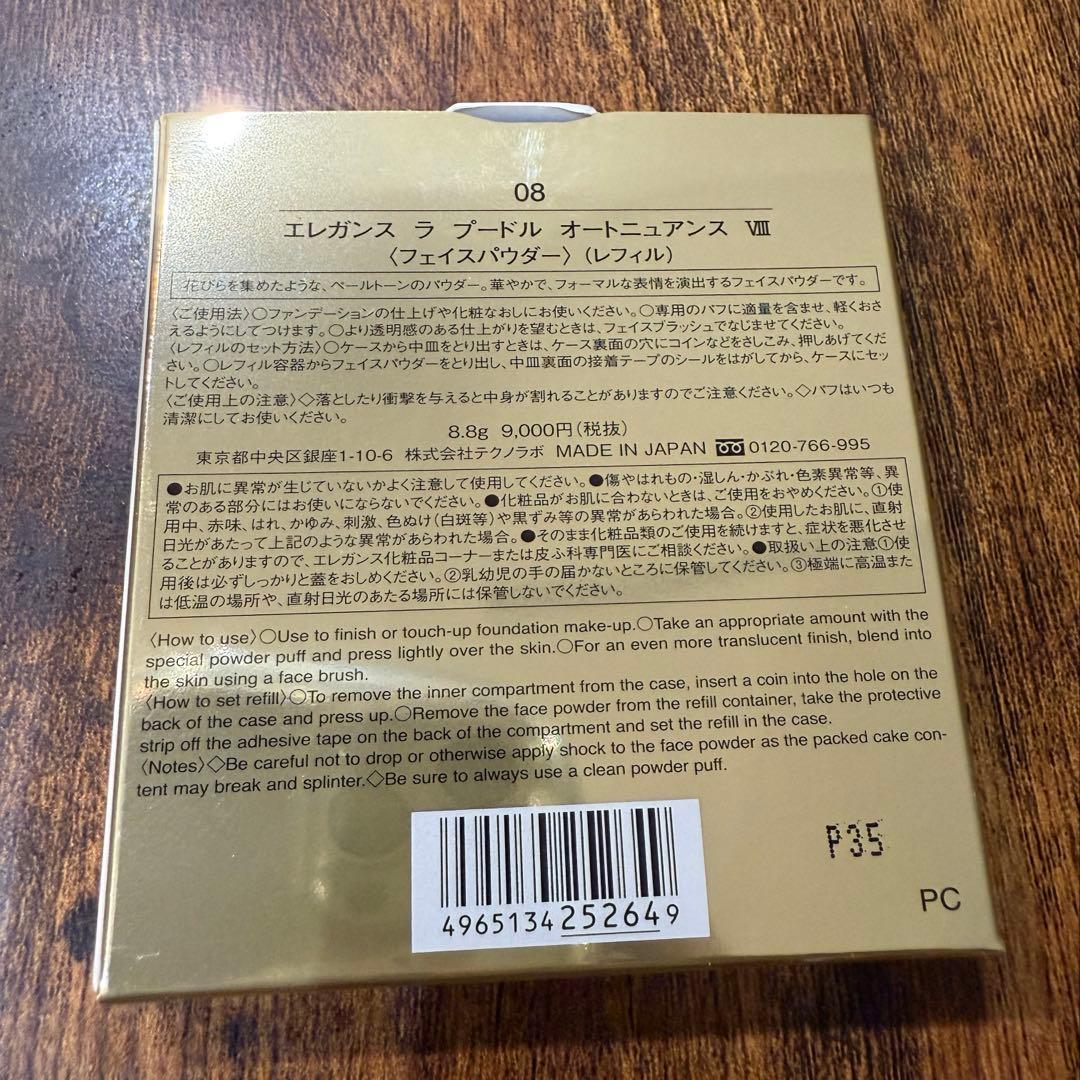 08
エレガンス ラ プードル オートニュアンス Ⅷ
〈フェイスパウダー〉(レフィル)
花びらを集めたような、ペールトーンのパウダー。華やかで、フォーマルな表情を演出するフェイスパウダーです。
〈ご使用法〉○ファンデーションの仕上げや化粧なおしにお使いください。○専用のパフに適量を含ませ、軽くおさ
えるようにしてつけます。○より透明感のある仕上がりを望むときは、フェイスブラッシュでなじませてください。
〈レフィルのセット方法〉○ケースから中皿をとり出すときは、ケース裏面の穴にコインなどをさしこみ、押しあげてくだ
さい。○レフィル容器からフェイスパウダーをとり出し、中皿裏面の接着テープのシールをはがしてから、ケースにセッ
トしてください。
〈ご使用上の注意〉◇落としたり衝撃を与えると中身が割れることがありますのでご注意ください。◇パフはいつも
清潔にしてお使いください。
8.8g 9,000円(税抜)
東京都中央区銀座1-10-6 株式会社テクノラボ MADE IN JAPAN 0120-766-995
●お肌に異常が生じていないかよく注意して使用してください。●傷やはれもの・湿しん・かぶれ・色素異常等、異
常のある部分にはお使いにならないでください。●化粧品がお肌に合わないときは、ご使用をおやめください。①使
用中、赤味、はれ、かゆみ、刺激、色ぬけ(白斑等)や黒ずみ等の異常があらわれた場合。②使用したお肌に、直射
日光があたって上記のような異常があらわれた場合。●そのまま化粧品類のご使用を続けますと、症状を悪化させ
ることがありますので、エレガンス化粧品コーナーまたは皮ふ科専門医にご相談ください。●取扱い上の注意①使
用後は必ずしっかりと蓋をおしめください。②乳幼児の手の届かないところに保管してください。③極端に高温また
は低温の場所や、直射日光のあたる場所には保管しないでください。
〈How to use〉○Use to finish or touch-up foundation make-up.○Take an appropriate amount with the
special powder puff and press lightly over the skin.○For an even more translucent finish, blend into
the skin using a face brush.
〈How to set refill〉○To remove the inner compartment from the case, insert a coin into the hole on the
back of the case and press up.○Remove the face powder from the refill container, take the protective
strip off the adhesive tape on the back of the compartment and set the refill in the case.
〈Notes〉◇Be careful not to drop or otherwise apply shock to the face powder as the packed cake con-
tent may break and splinter.◇Be sure to always use a clean powder puff.
P35
PC
4965134252649